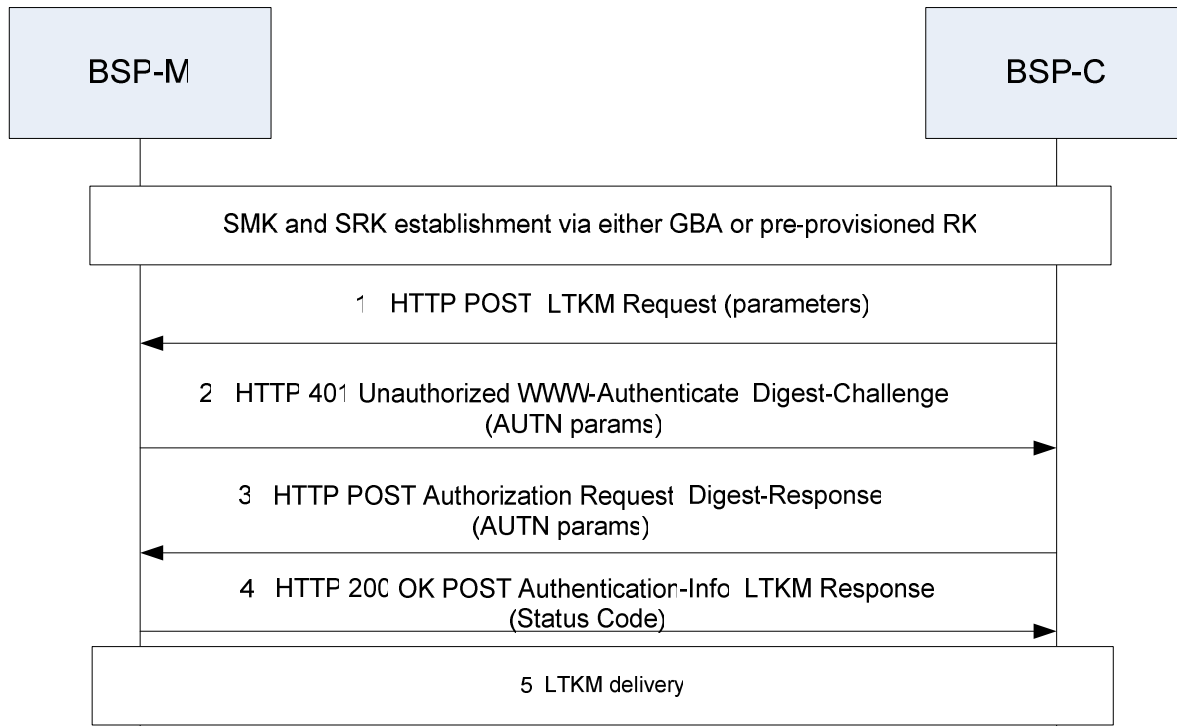 BSP-M
BSP-C
SMK and SRK establishment via either GBA or pre-provisioned RK
1 HTTP POST LTKM Request (parameters)
2 HTTP 401 Unauthorized WWW-Authenticate Digest-Challenge
(AUTN params)
3 HTTP POST Authorization Request Digest-Response
(AUTN params)
4 HTTP 200 OK POST Authentication-Info LTKM Response
(Status Code)
5 LTKM delivery